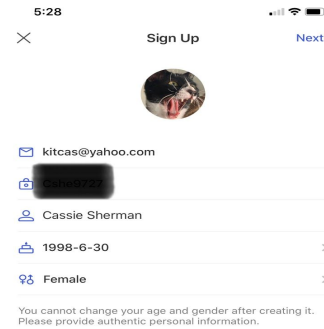 5:28
Sign Up
Next
kitcas@yahoo.com
Cassie Sherman
1998-6-30
Female
You cannot change your age and gender after creating it.
Please provide authentic personal information.